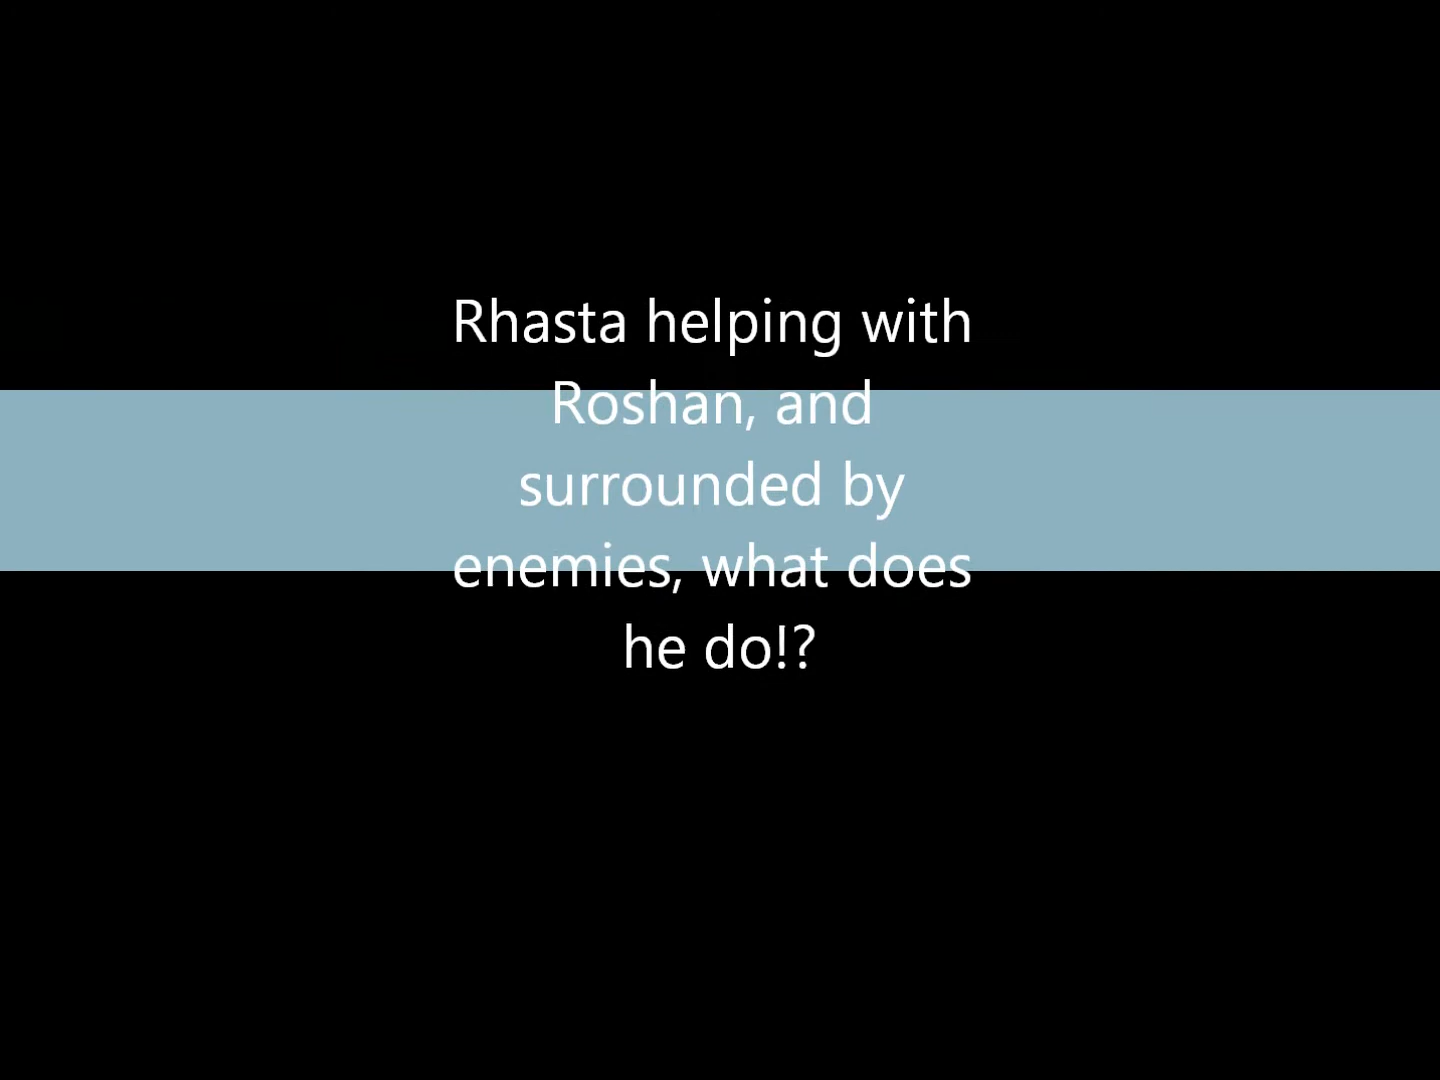 Rhasta helping with
Roshan, and
surrounded by
enemies, what does
he do!?